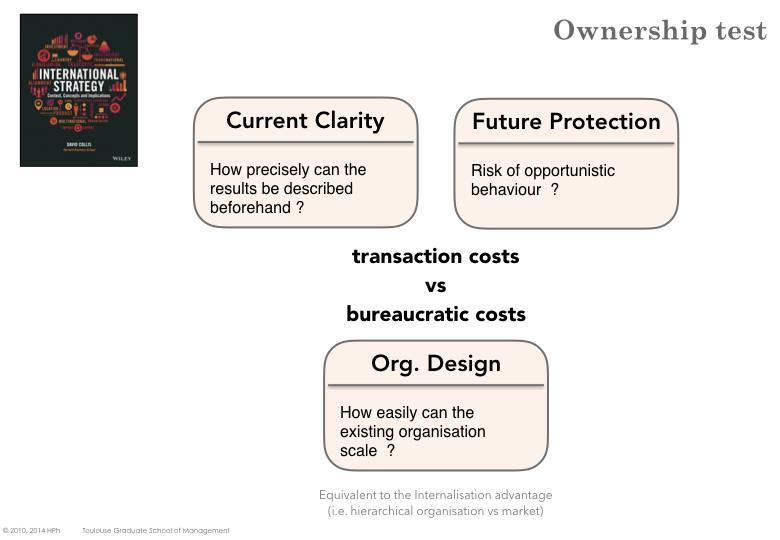 Ownership test
INTERNATIONAL
STRATEGY
Context, Concepts and Implications
DAVID COLLIS
Harvard Business School
WILEY
Current Clarity
How precisely can the
results be described
beforehand ?
Future Protection
Risk of opportunistic
behaviour ?
transaction costs
vs
bureaucratic costs
Org. Design
How easily can the
existing organisation
scale ?
Equivalent to the Internalisation advantage
(i.e. hierarchical organisation vs market)
© 2010, 2014 HPh Toulouse Graduate School of Management